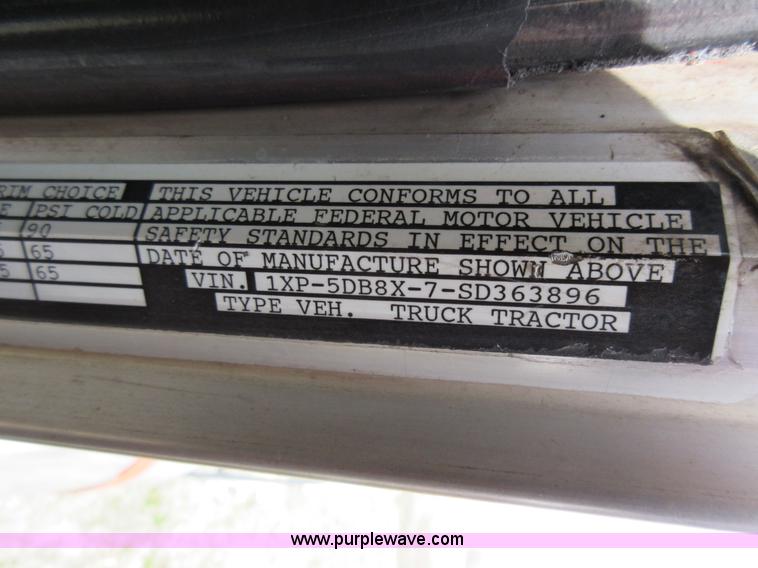 RIM CHOICE
E PSI COLD
90
5 65
5 65
THIS VEHICLE CONFORMS TO ALL
APPLICABLE FEDERAL MOTOR VEHICLE
SAFETY STANDARDS IN EFFECT ON THE
DATE OF MANUFACTURE SHOWN ABOVE
VIN. 1XP-5DB8X-7-SD363896
TYPE VEH. TRUCK TRACTOR
www.purplewave.com